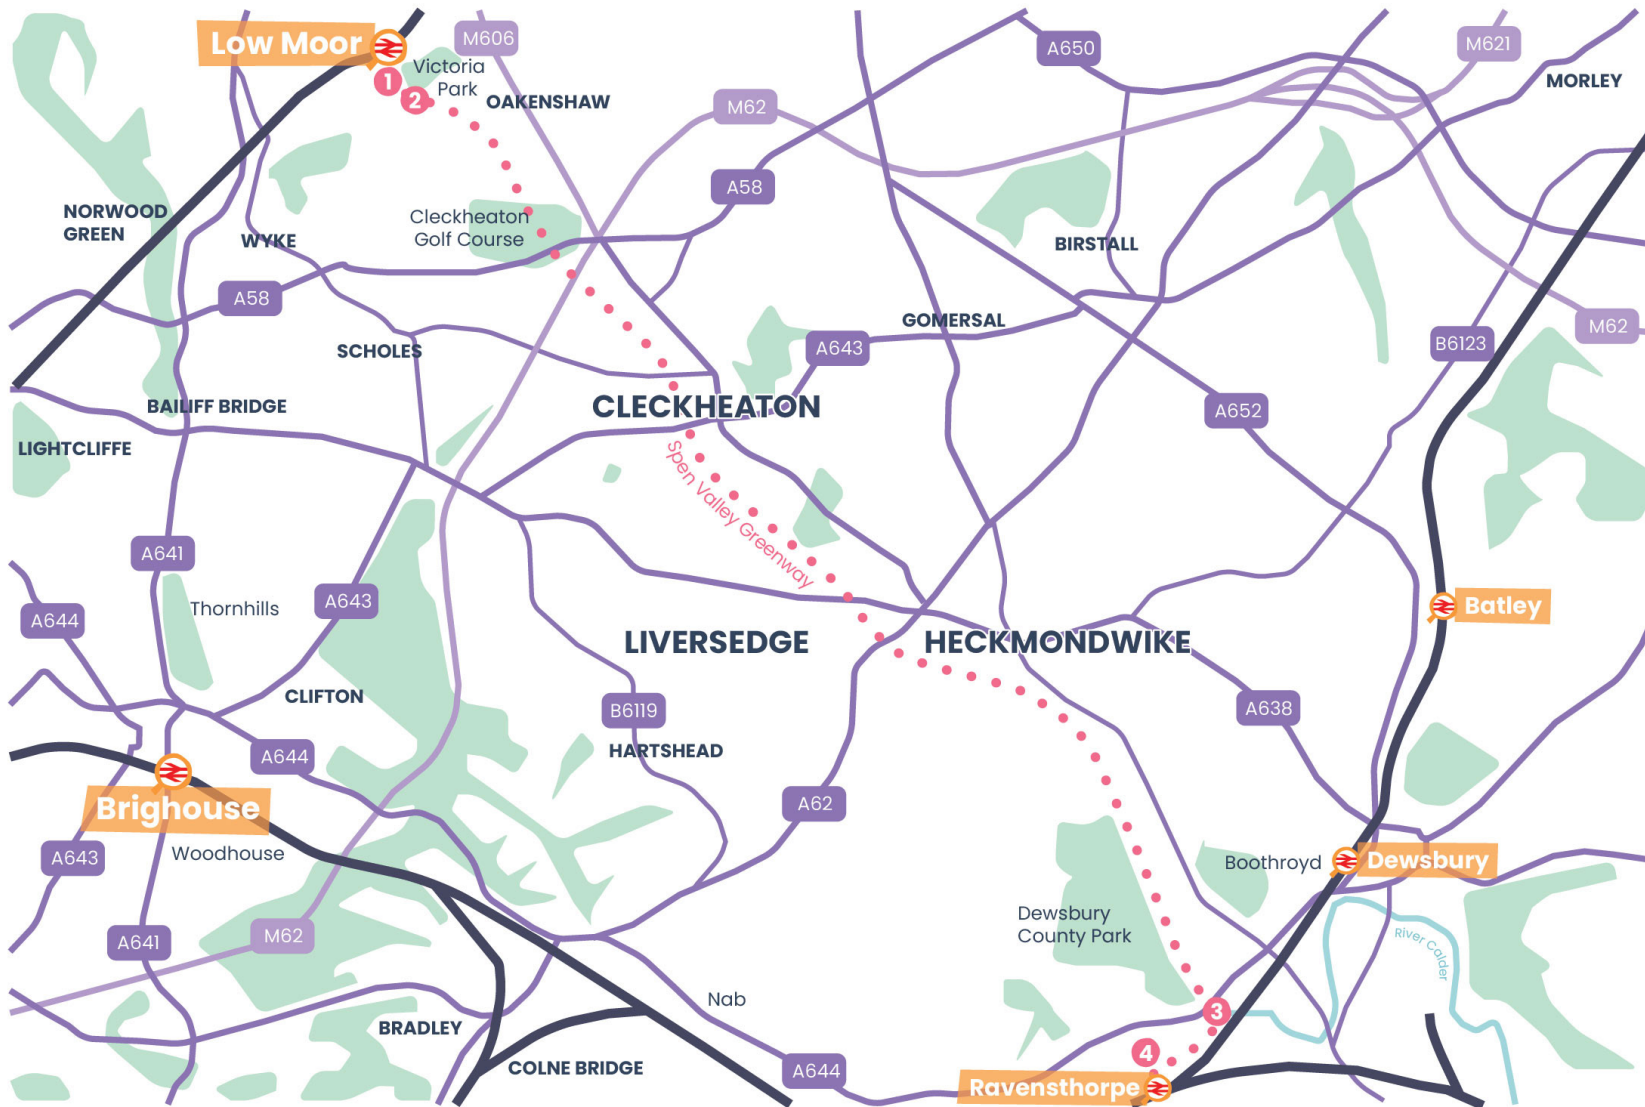 Low Moor
M606
A650
M621
MORLEY
1
Victoria
Park
2
OAKENSHAW
M62
A58
NORWOOD
GREEN
WYKE
Cleckheaton
Golf Course
BIRSTALL
A58
M62
GOMERSAL
B6123
SCHOLES
A643
BAILIFF BRIDGE
CLECKHEATON
A652
LIGHTCLIFFE
Spen Valley Greenway
A641
A643
Thornhills
A644
Batley
LIVERSEDGE
HECKMONDWIKE
CLIFTON
B6119
A638
HARTSHEAD
A644
Brighouse
A62
A643
Woodhouse
Boothroyd
Dewsbury
Dewsbury
County Park
M62
A641
River Calder
Nab
3
BRADLEY
4
COLNE BRIDGE
A644
Ravensthorpe